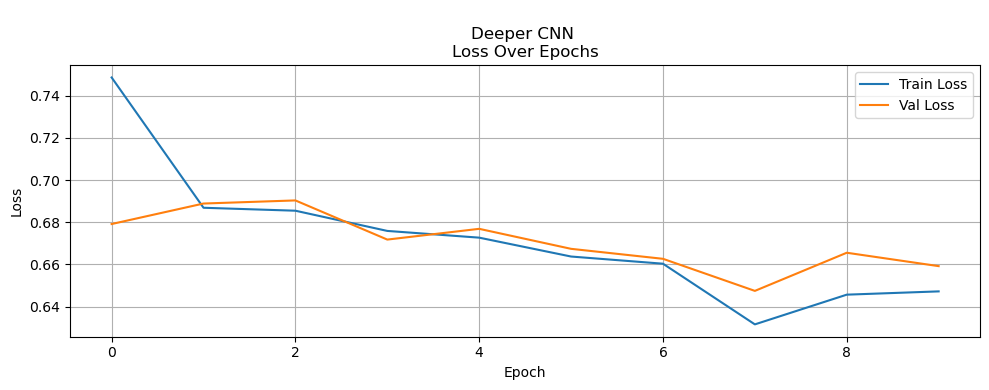 Deeper CNN
Loss Over Epochs
Train Loss
Val Loss
0.74
0.72
0.70
0.68
0.66
0.64
Loss
0 2 4 6 8
Epoch